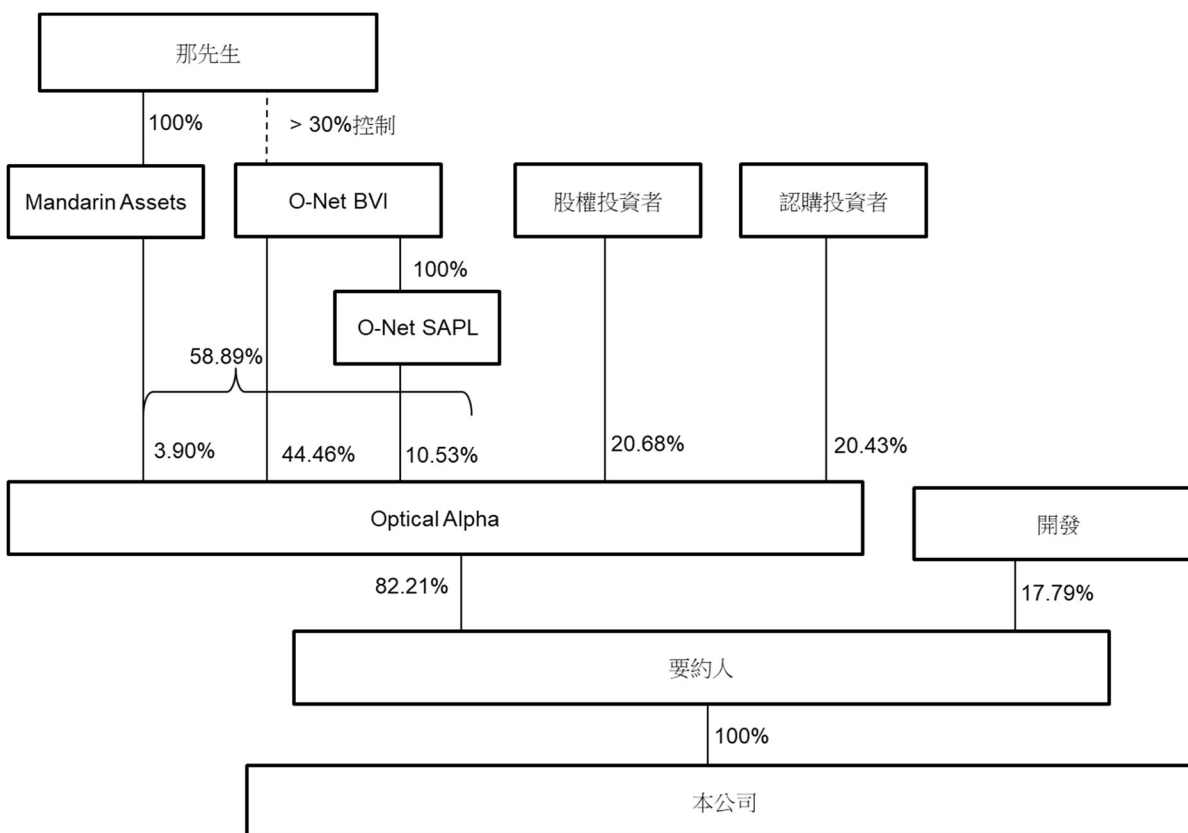 那先生
100%
> 30%控制
Mandarin Assets
O-Net BVI
股權投資者
認購投資者
100%
O-Net SAPL
58.89%
3.90%
44.46%
10.53%
20.68%
20.43%
Optical Alpha
開發
82.21%
17.79%
要約人
100%
本公司